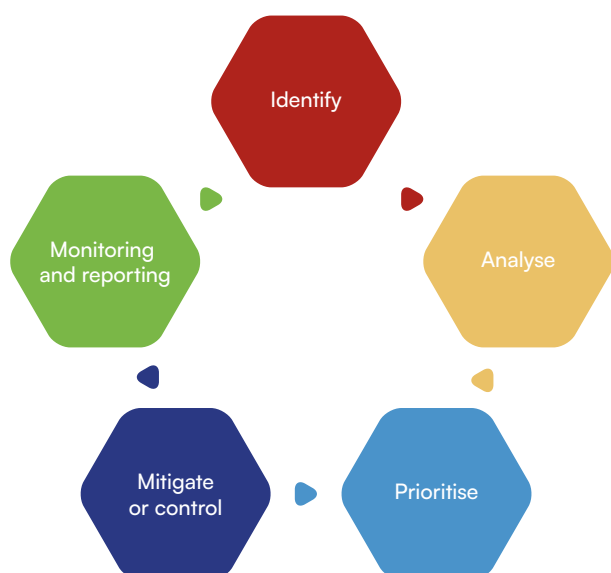 Identify
Analyse
Prioritise
Mitigate
or control
Monitoring
and reporting